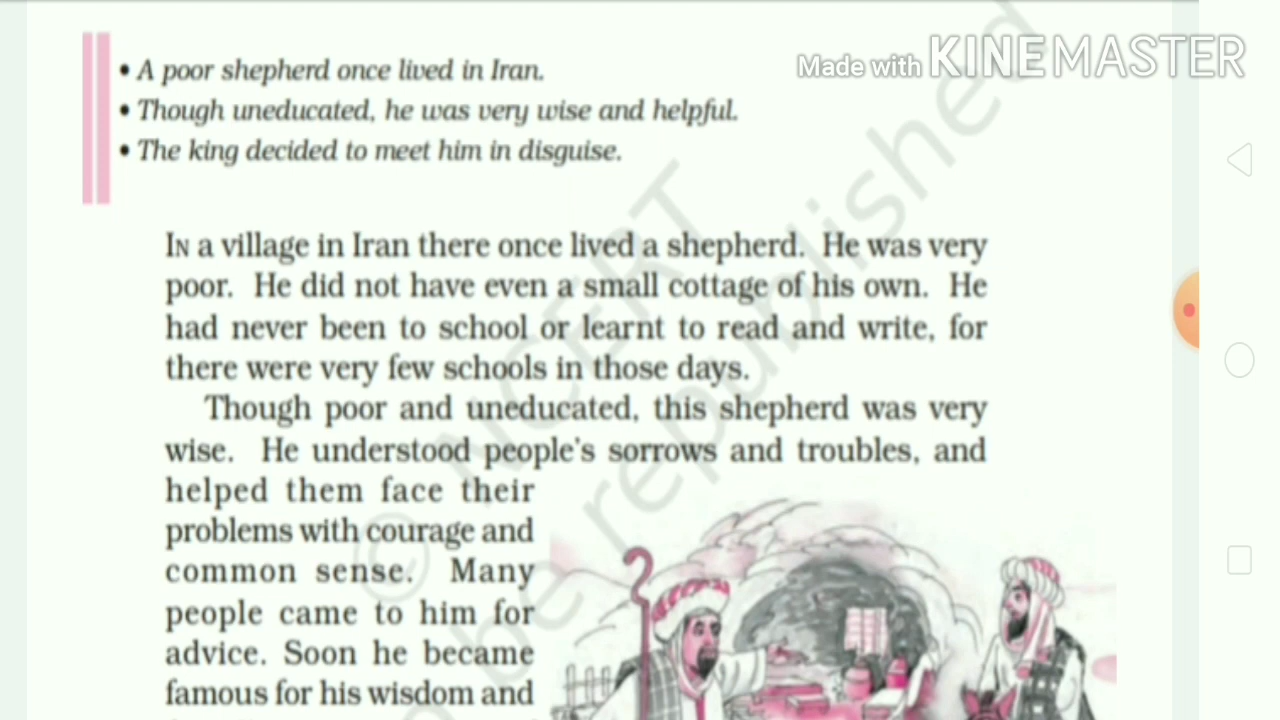 • A poor shepherd once lived in Iran.
Made with KINEMASTER
• Though uneducated, he was very wise and helpful.
• The king decided to meet him in disguise.
IN a village in Iran there once lived a shepherd. He was very
poor. He did not have even a small cottage of his own. He
had never been to school or learnt to read and write, for
there were very few schools in those days.
Though poor and uneducated, this shepherd was very
wise. He understood people's sorrows and troubles, and
helped them face their
problems with courage and
common sense. Many
people came to him for
advice. Soon he became
famous for his wisdom and
© NCERT
be republished